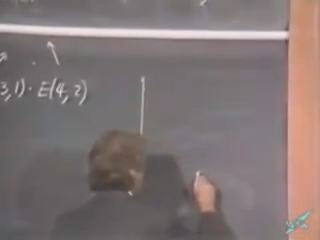 3,1) · E(4,2)